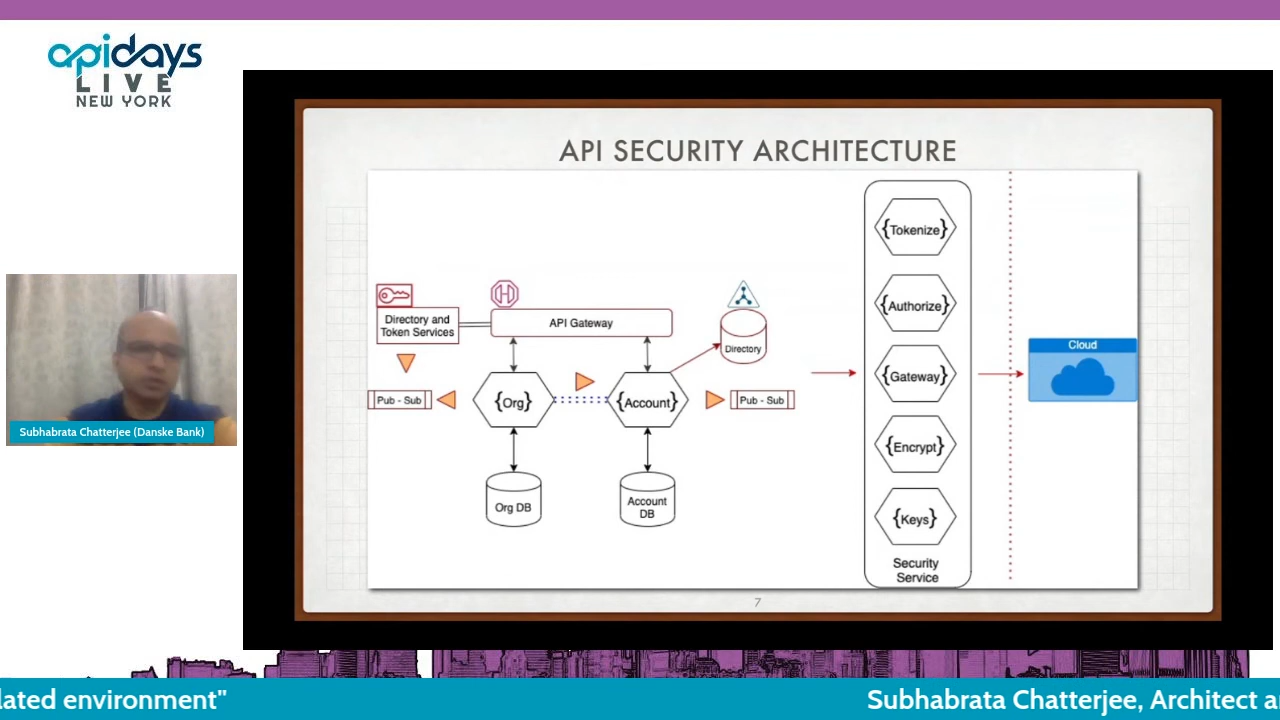 apidays
LIVE
NEW YORK
API SECURITY ARCHITECTURE
Directory and
Token Services
API Gateway
Directory
Pub - Sub
{Org}
{Account}
Pub - Sub
Org DB
Account
DB
{Tokenize}
{Authorize}
{Gateway}
{Encrypt}
{Keys}
Security
Service
Cloud
7
Subhabrata Chatterjee (Danske Bank)
lated environment"
Subhabrata Chatterjee, Architect a